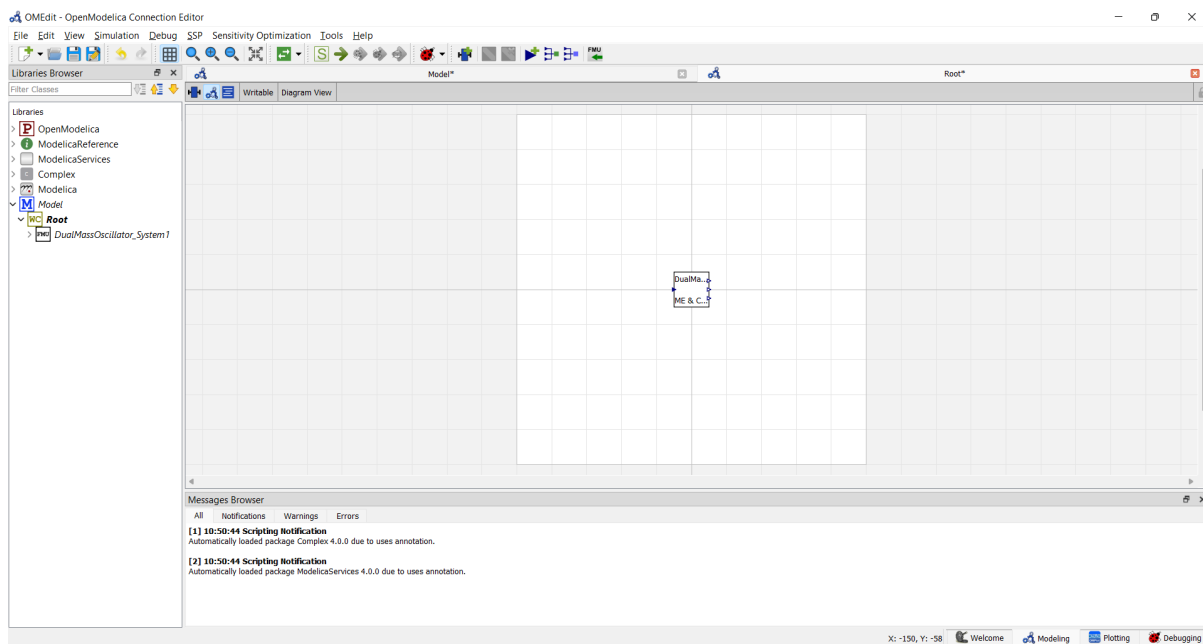 OMEdit - OpenModelica Connection Editor
File Edit View Simulation Debug SSP Sensitivity Optimization Tools Help
S
FMU
Libraries Browser
Model*
Root*
Filter Classes
Writable
Diagram View
Libraries
P OpenModelica
i ModelicaReference
ModelicaServices
C Complex
Modelica
M Model
WC Root
FMU DualMassOscillator_System1
DualMa...
ME & C...
Messages Browser
All Notifications Warnings Errors
[1] 10:50:44 Scripting Notification
Automatically loaded package Complex 4.0.0 due to uses annotation.
[2] 10:50:44 Scripting Notification
Automatically loaded package ModelicaServices 4.0.0 due to uses annotation.
X: -150, Y: -58 Welcome Modeling Plotting Debugging